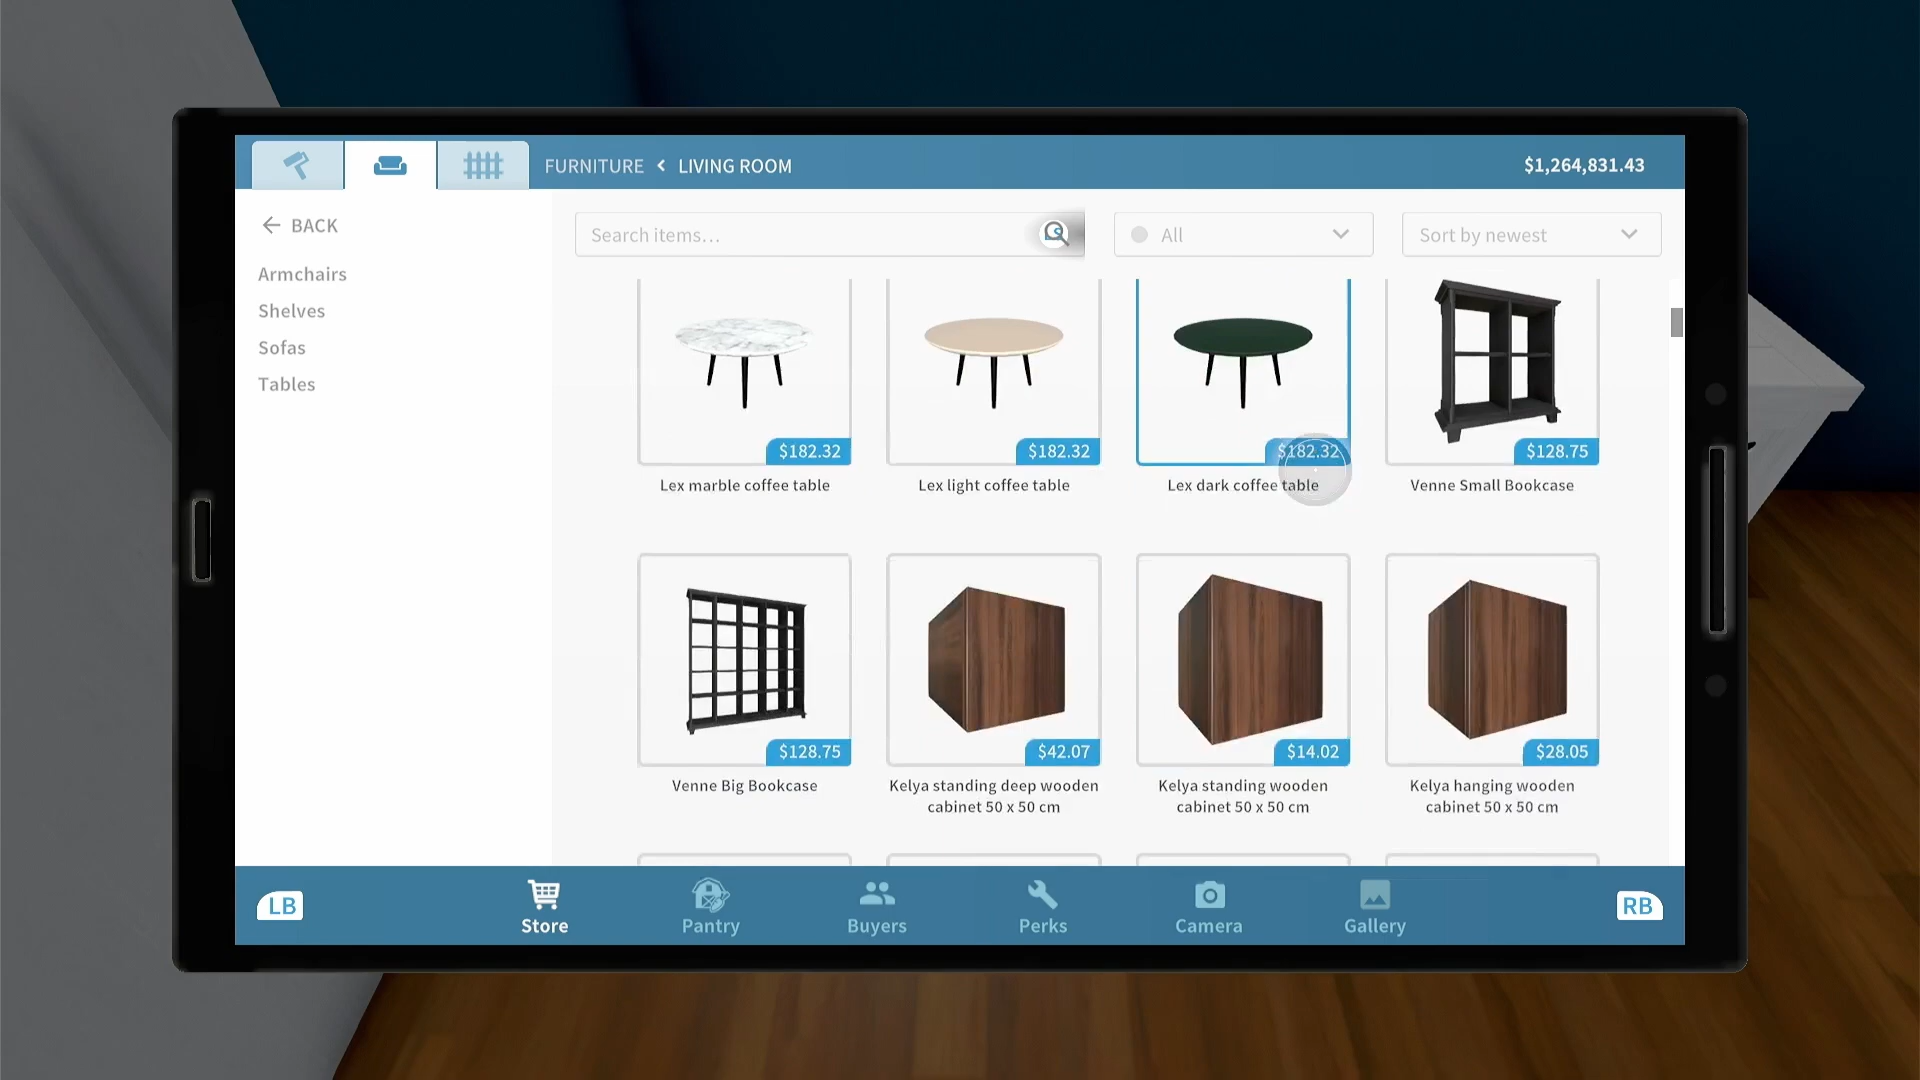 FURNITURE < LIVING ROOM
$1,264,831.43
BACK
Armchairs
Shelves
Sofas
Tables
Search items...
LS
All
Sort by newest
$182.32
$182.32
$182.32
$128.75
Lex marble coffee table
Lex light coffee table
Lex dark coffee table
Venne Small Bookcase
$128.75
$42.07
$14.02
$28.05
Venne Big Bookcase
Kelya standing deep wooden
cabinet 50 x 50 cm
Kelya standing wooden
cabinet 50 x 50 cm
Kelya hanging wooden
cabinet 50 x 50 cm
LB
Store
Pantry
Buyers
Perks
Camera
Gallery
RB